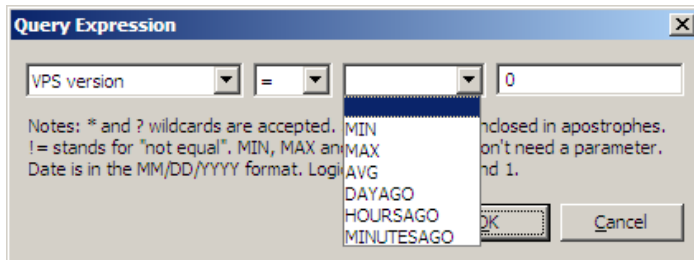 Query Expression
VPS version = 0
MIN
MAX
AVG
DAYAGO
HOURSAGO
MINUTESAGO
Notes: * and ? wildcards are accepted. nclosed in apostrophes.
!= stands for "not equal". MIN, MAX an on't need a parameter.
Date is in the MM/DD/YYYY format. Logi nd 1.
OK Cancel